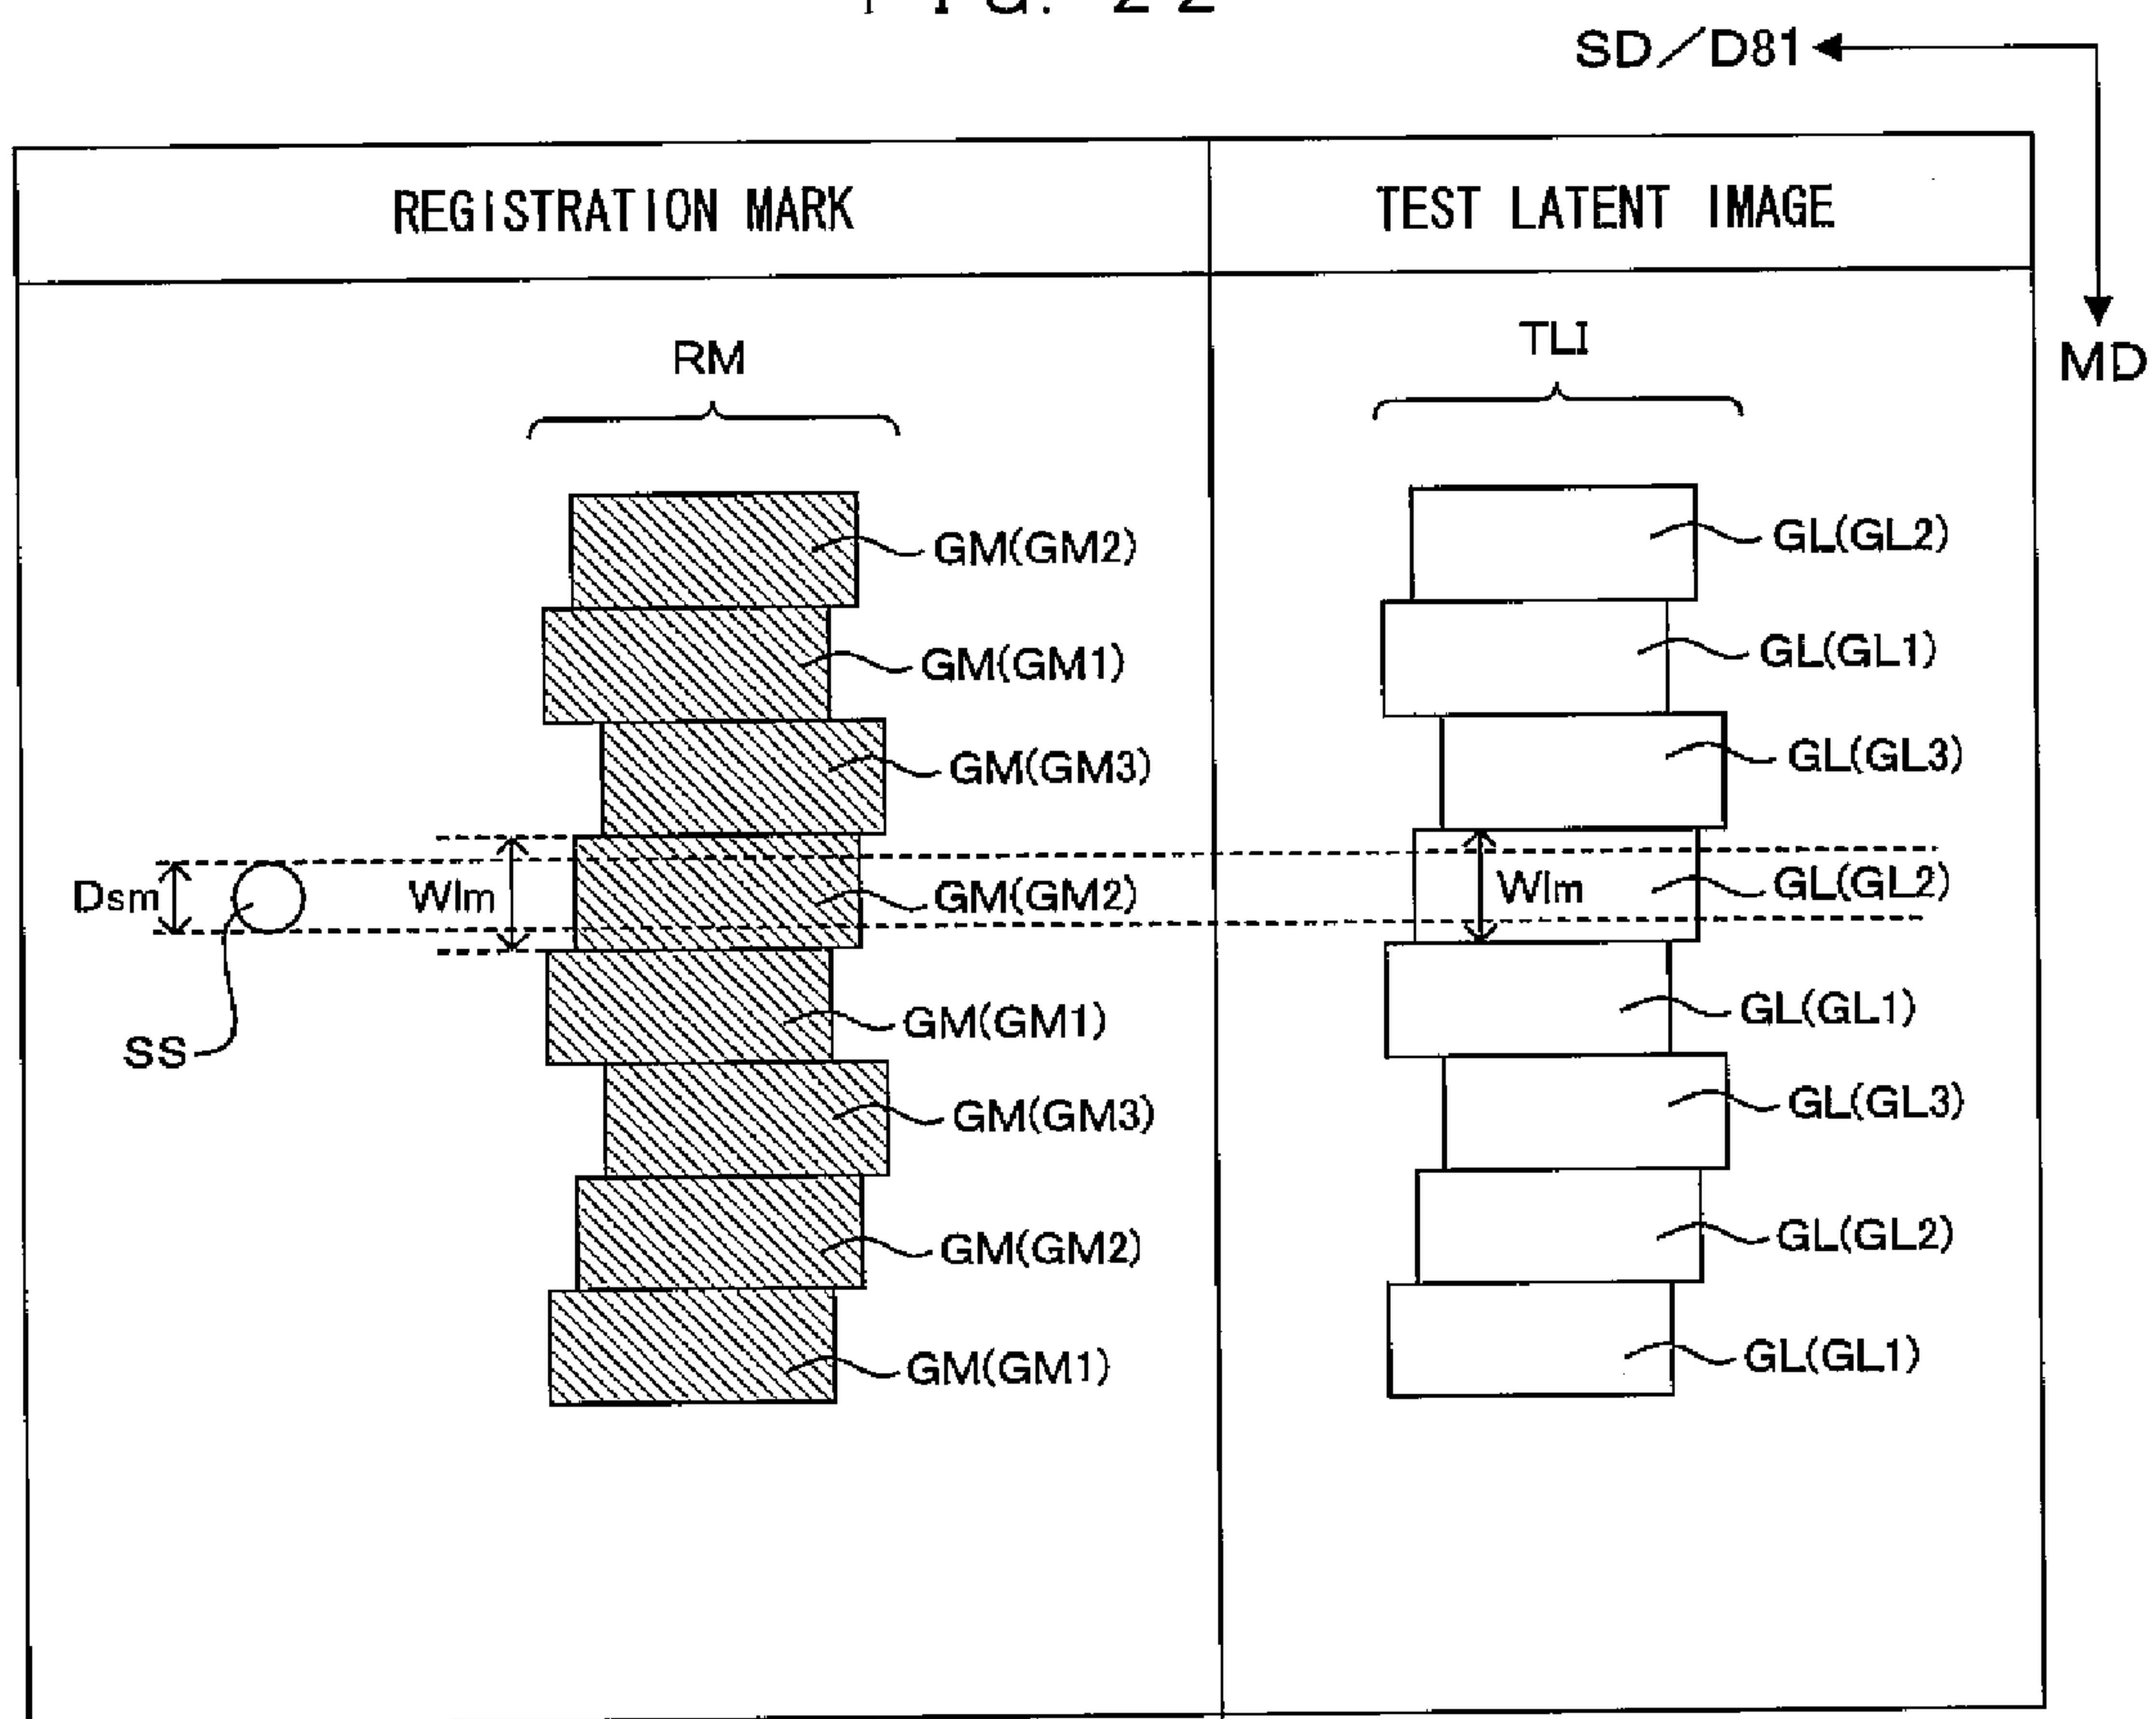 FIG. 22
SD/D81
MD
REGISTRATION MARK
TEST LATENT IMAGE
RM
TLI
GM(GM2)
GL(GL2)
GM(GM1)
GL(GL1)
GM(GM3)
GL(GL3)
Dsm
Wlm
GM(GM2)
Wlm
GL(GL2)
SS
GM(GM1)
GL(GL1)
GM(GM3)
GL(GL3)
GM(GM2)
GL(GL2)
GM(GM1)
GL(GL1)